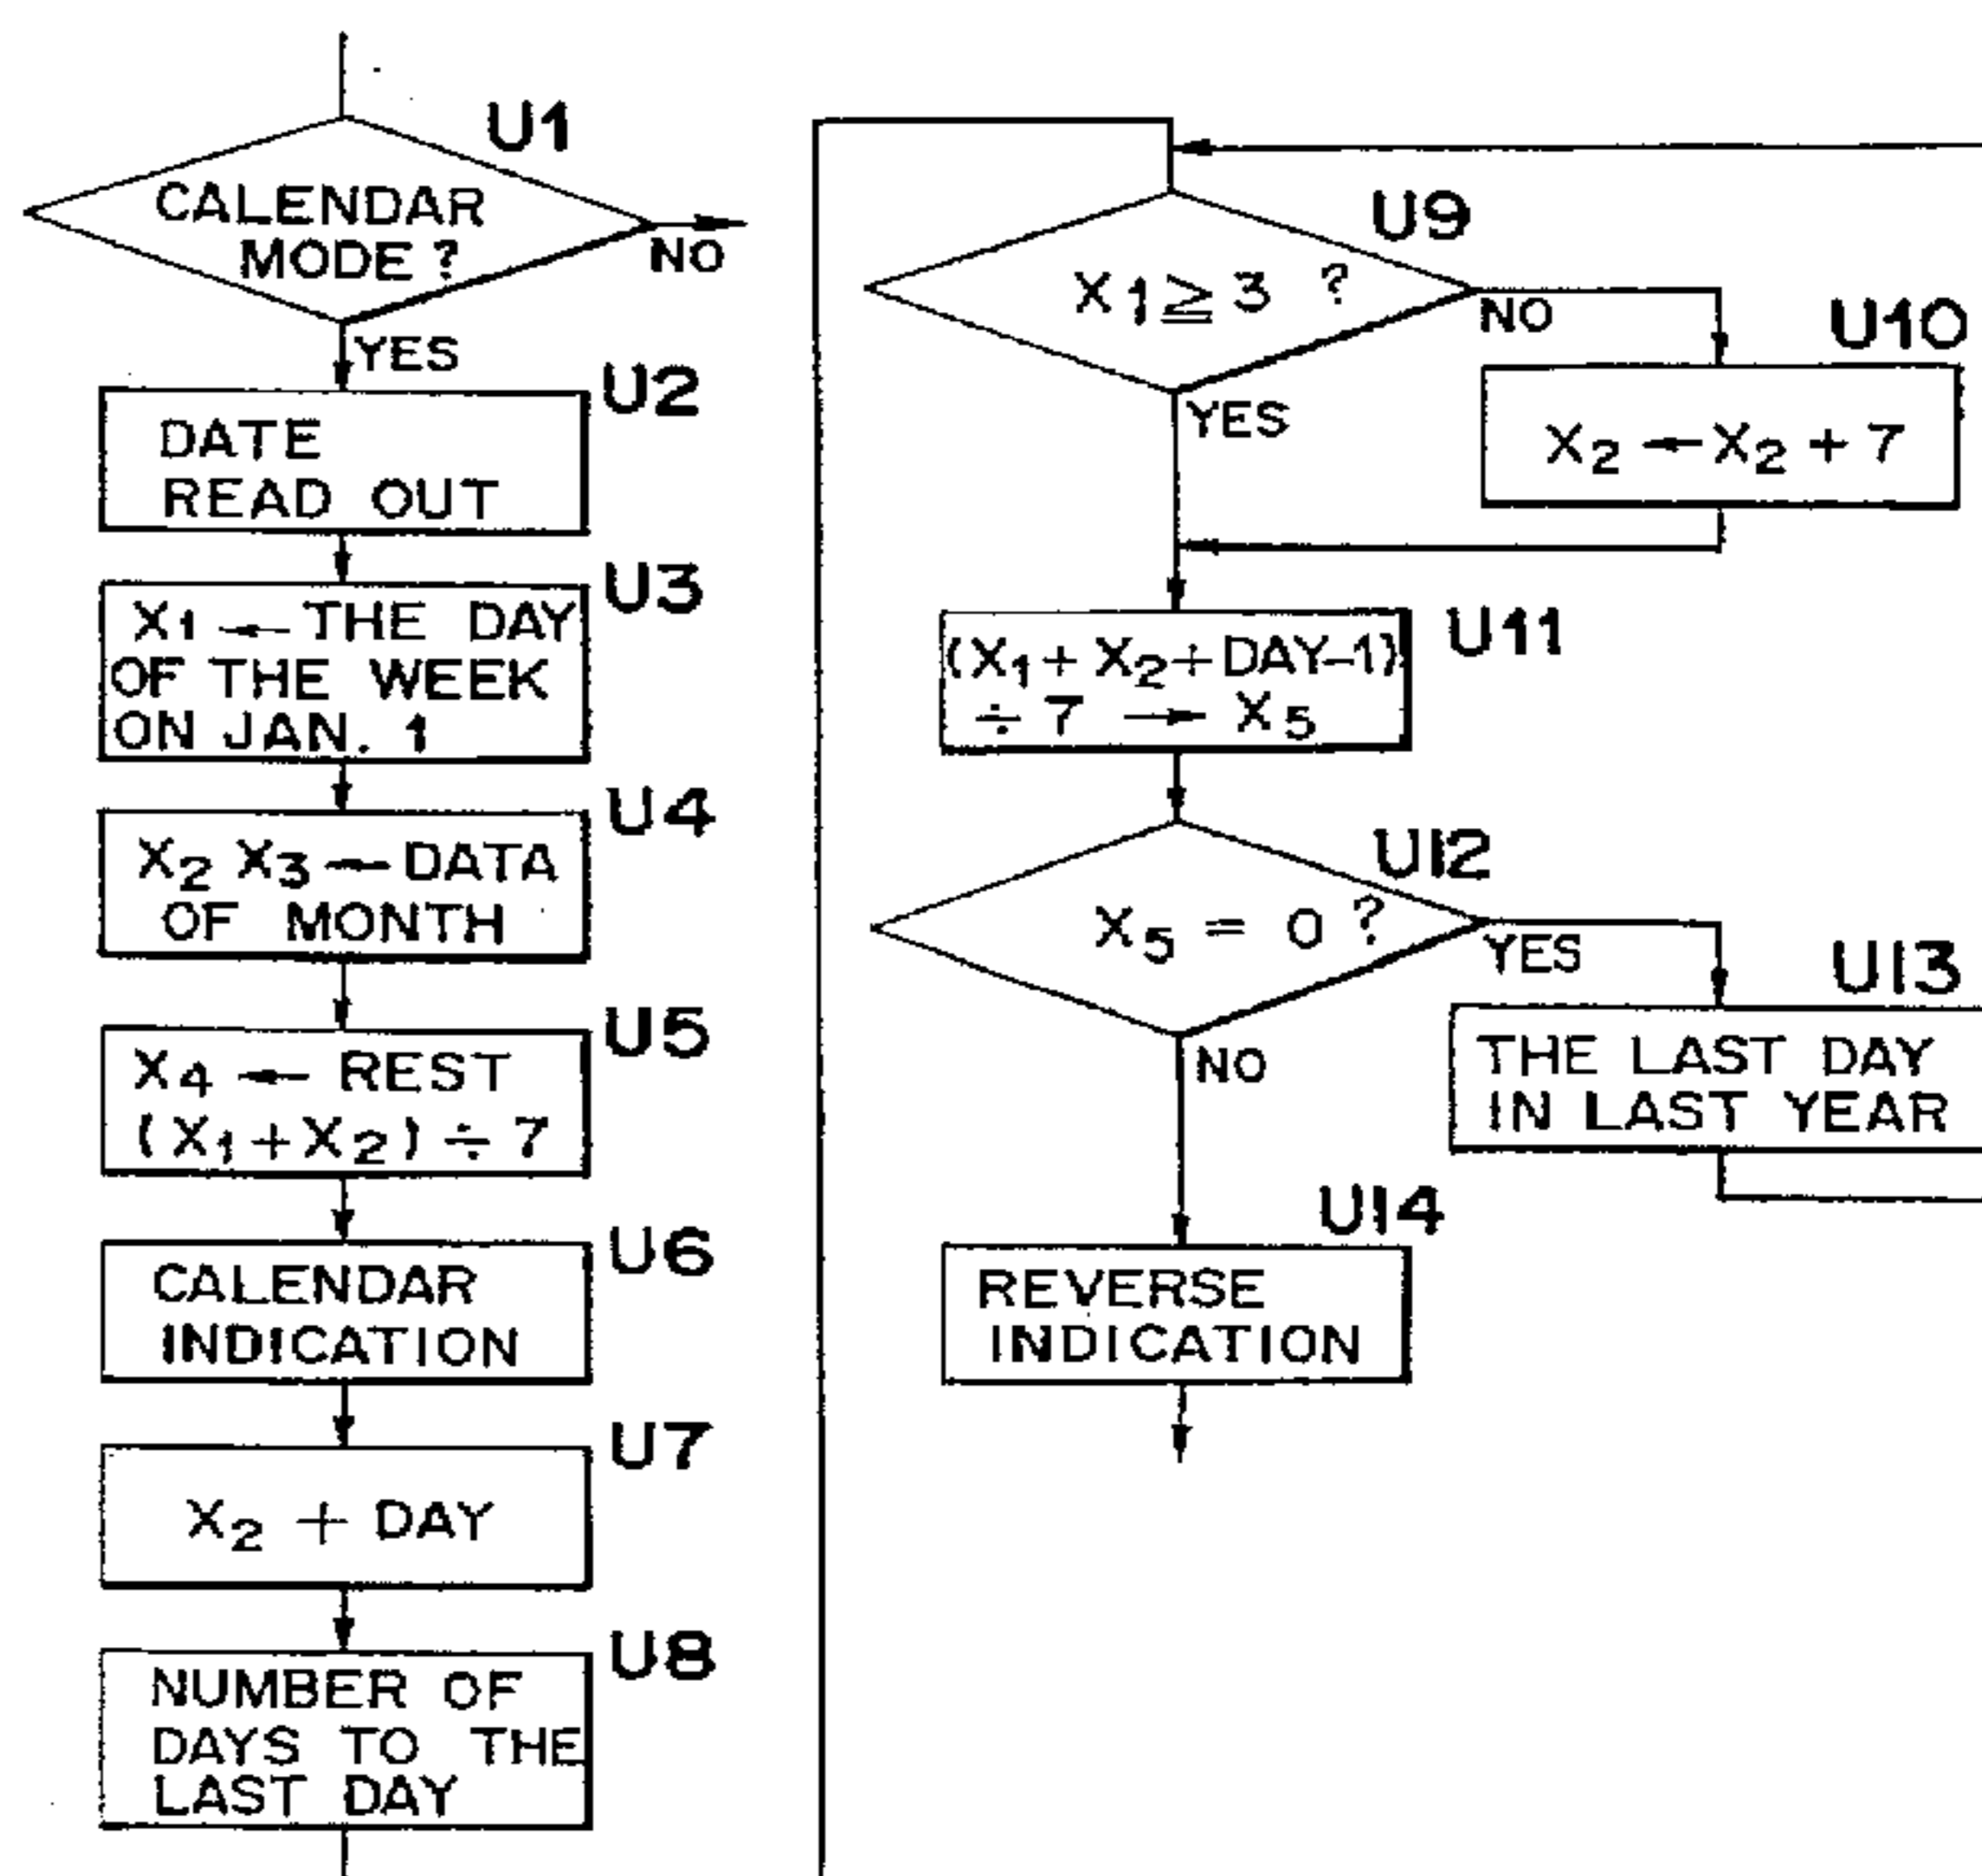 U1
CALENDAR
MODE ?
NO
YES
U2
DATE
READ OUT
U3
X1 ← THE DAY
OF THE WEEK
ON JAN. 1
U4
X2 X3 ← DATA
OF MONTH
U5
X4 ← REST
(X1+X2) ÷ 7
U6
CALENDAR
INDICATION
U7
X2 + DAY
U8
NUMBER OF
DAYS TO THE
LAST DAY
U9
X1 ≧ 3 ?
NO
YES
U10
X2 ← X2 + 7
U11
(X1 + X2 + DAY-1)
÷ 7 → X5
U12
X5 = 0 ?
YES
NO
U13
THE LAST DAY
IN LAST YEAR
U14
REVERSE
INDICATION